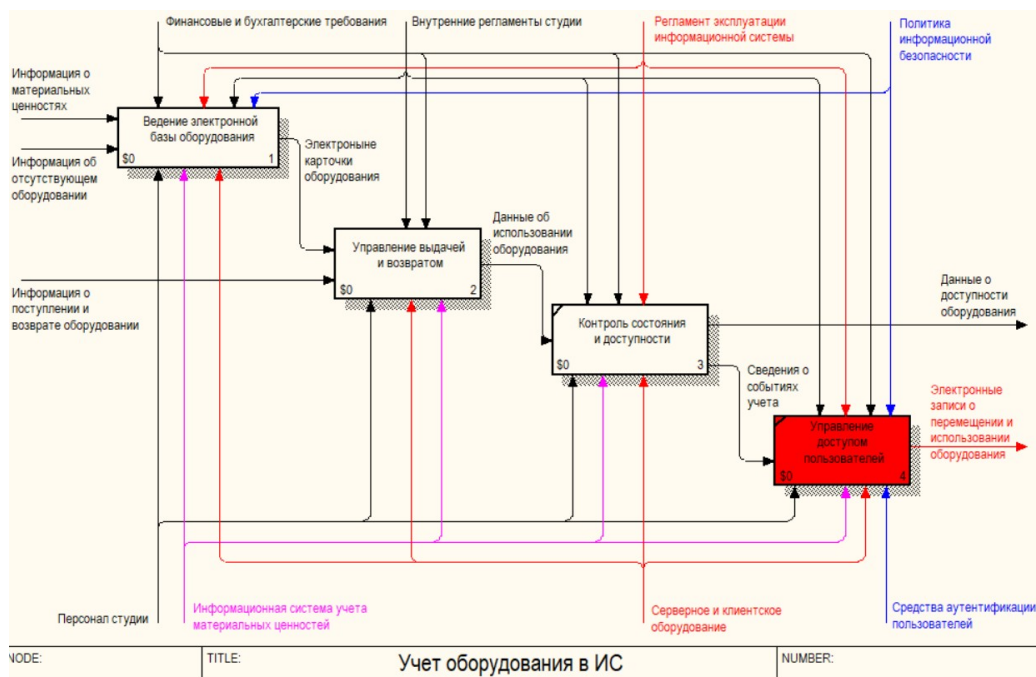 Финансовые и бухгалтерские требования
Внутренние регламенты студии
Регламент эксплуатации
информационной системы
Политика
информационной
безопасности
Информация о
материальных
ценностях
Ведение электронной
базы оборудования
$0
1
Информация об
отсутствующем
оборудовании
Электроныне
карточки
оборудования
Управление выдачей
и возвратом
$0
2
Данные об
использовании
оборудования
Информация о
поступлении и
возврате оборудовании
Контроль состояния
и доступности
$0
3
Данные о
доступности
оборудования
Сведения о
событиях
учета
Управление
доступом
пользователей
$0
4
Электронные
записи о
перемещении и
использовании
оборудования
Персонал студии
Информационная система учета
материальных ценностей
Серверное и клиентское
оборудование
Средства аутентификации
пользователей
NODE:
TITLE:
Учет оборудования в ИС
NUMBER: